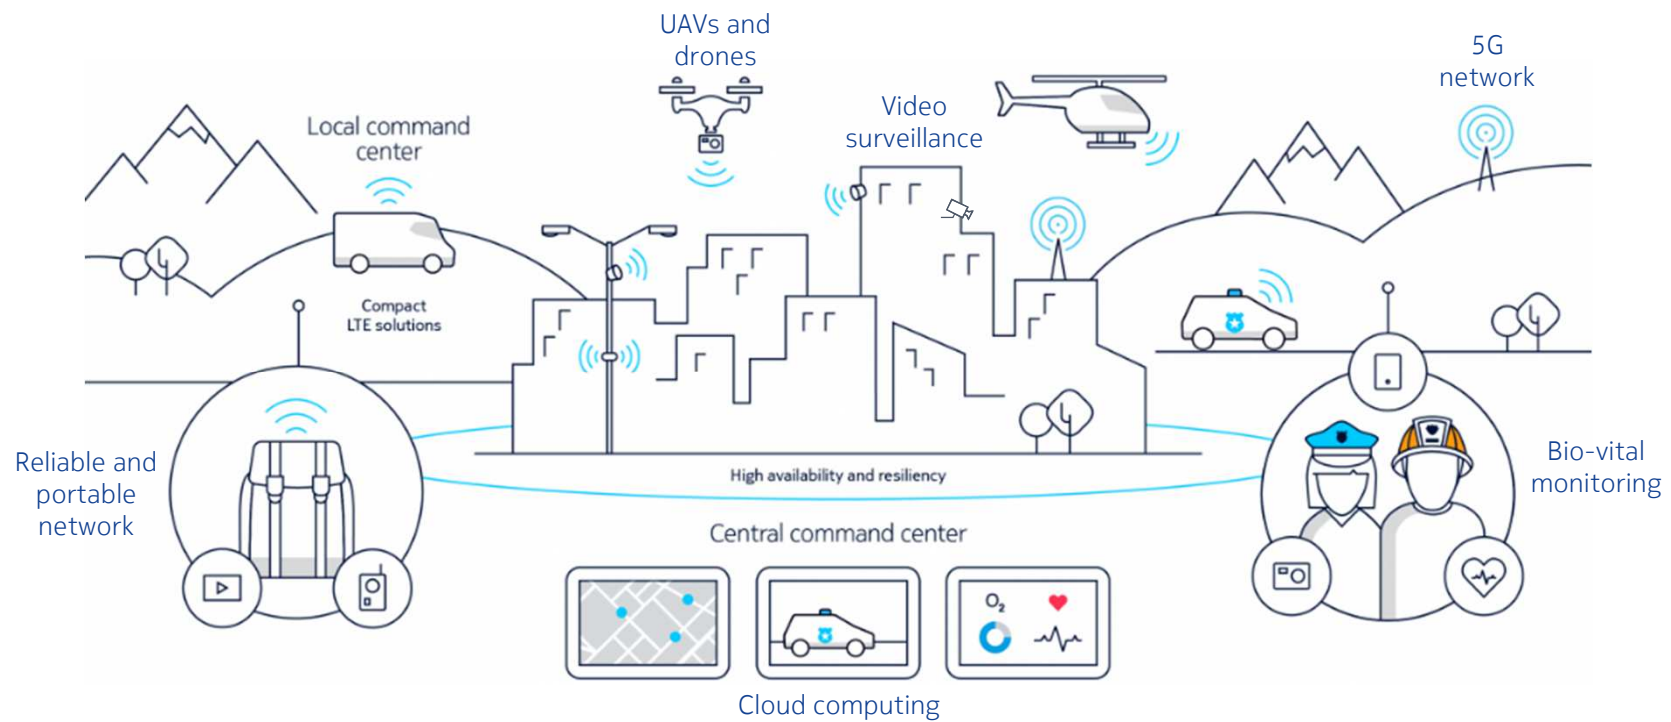 UAVs and
drones
5G
network
Video
surveillance
Local command
center
Compact
LTE solutions
Reliable and
portable
network
High availability and resiliency
Bio-vital
monitoring
Central command center
O₂
Cloud computing